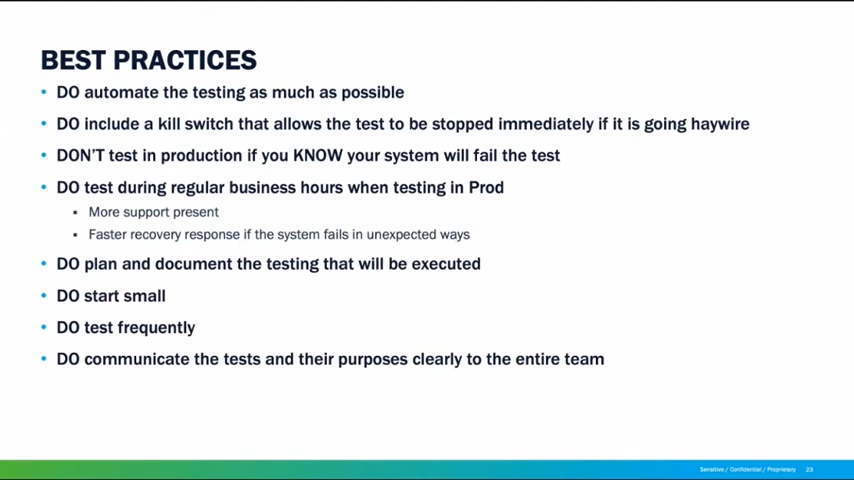 BEST PRACTICES
• DO automate the testing as much as possible
• DO include a kill switch that allows the test to be stopped immediately if it is going haywire
• DON'T test in production if you KNOW your system will fail the test
• DO test during regular business hours when testing in Prod
▪ More support present
▪ Faster recovery response if the system fails in unexpected ways
• DO plan and document the testing that will be executed
• DO start small
• DO test frequently
• DO communicate the tests and their purposes clearly to the entire team
Sensitive / Confidential / Proprietary 23